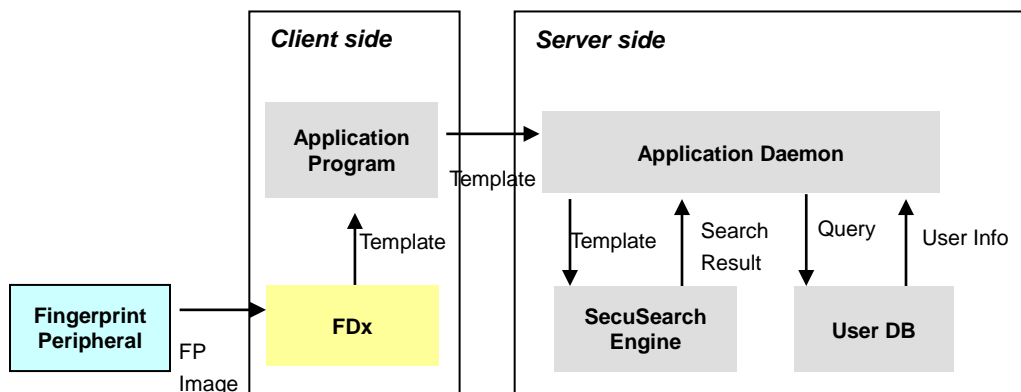 Client side
Server side
Application
Program
Application Daemon
Template
Template
Template
Search
Result
Query
User Info
Fingerprint
Peripheral
FDx
SecuSearch
Engine
User DB
FP
Image